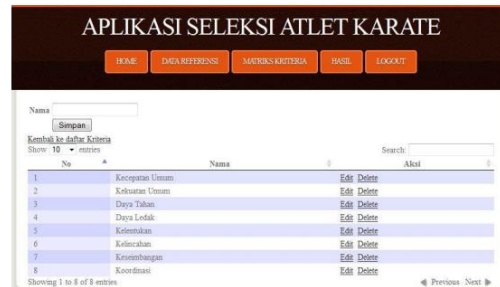 APLIKASI SELEKSI ATLET KARATE
HOME DATA REFERENSI MATRIKS KRITERIA HASIL LOGOUT
Nama
Simpan
Kembali ke daftar Kriteria
Show 10 entries Search:
No Nama Aksi
1 Kecepatan Umum Edit Delete
2 Kekuatan Umum Edit Delete
3 Daya Tahan Edit Delete
4 Daya Ledak Edit Delete
5 Kelentukan Edit Delete
6 Kelincahan Edit Delete
7 Keseimbangan Edit Delete
8 Koordinasi Edit Delete
Showing 1 to 8 of 8 entries Previous Next